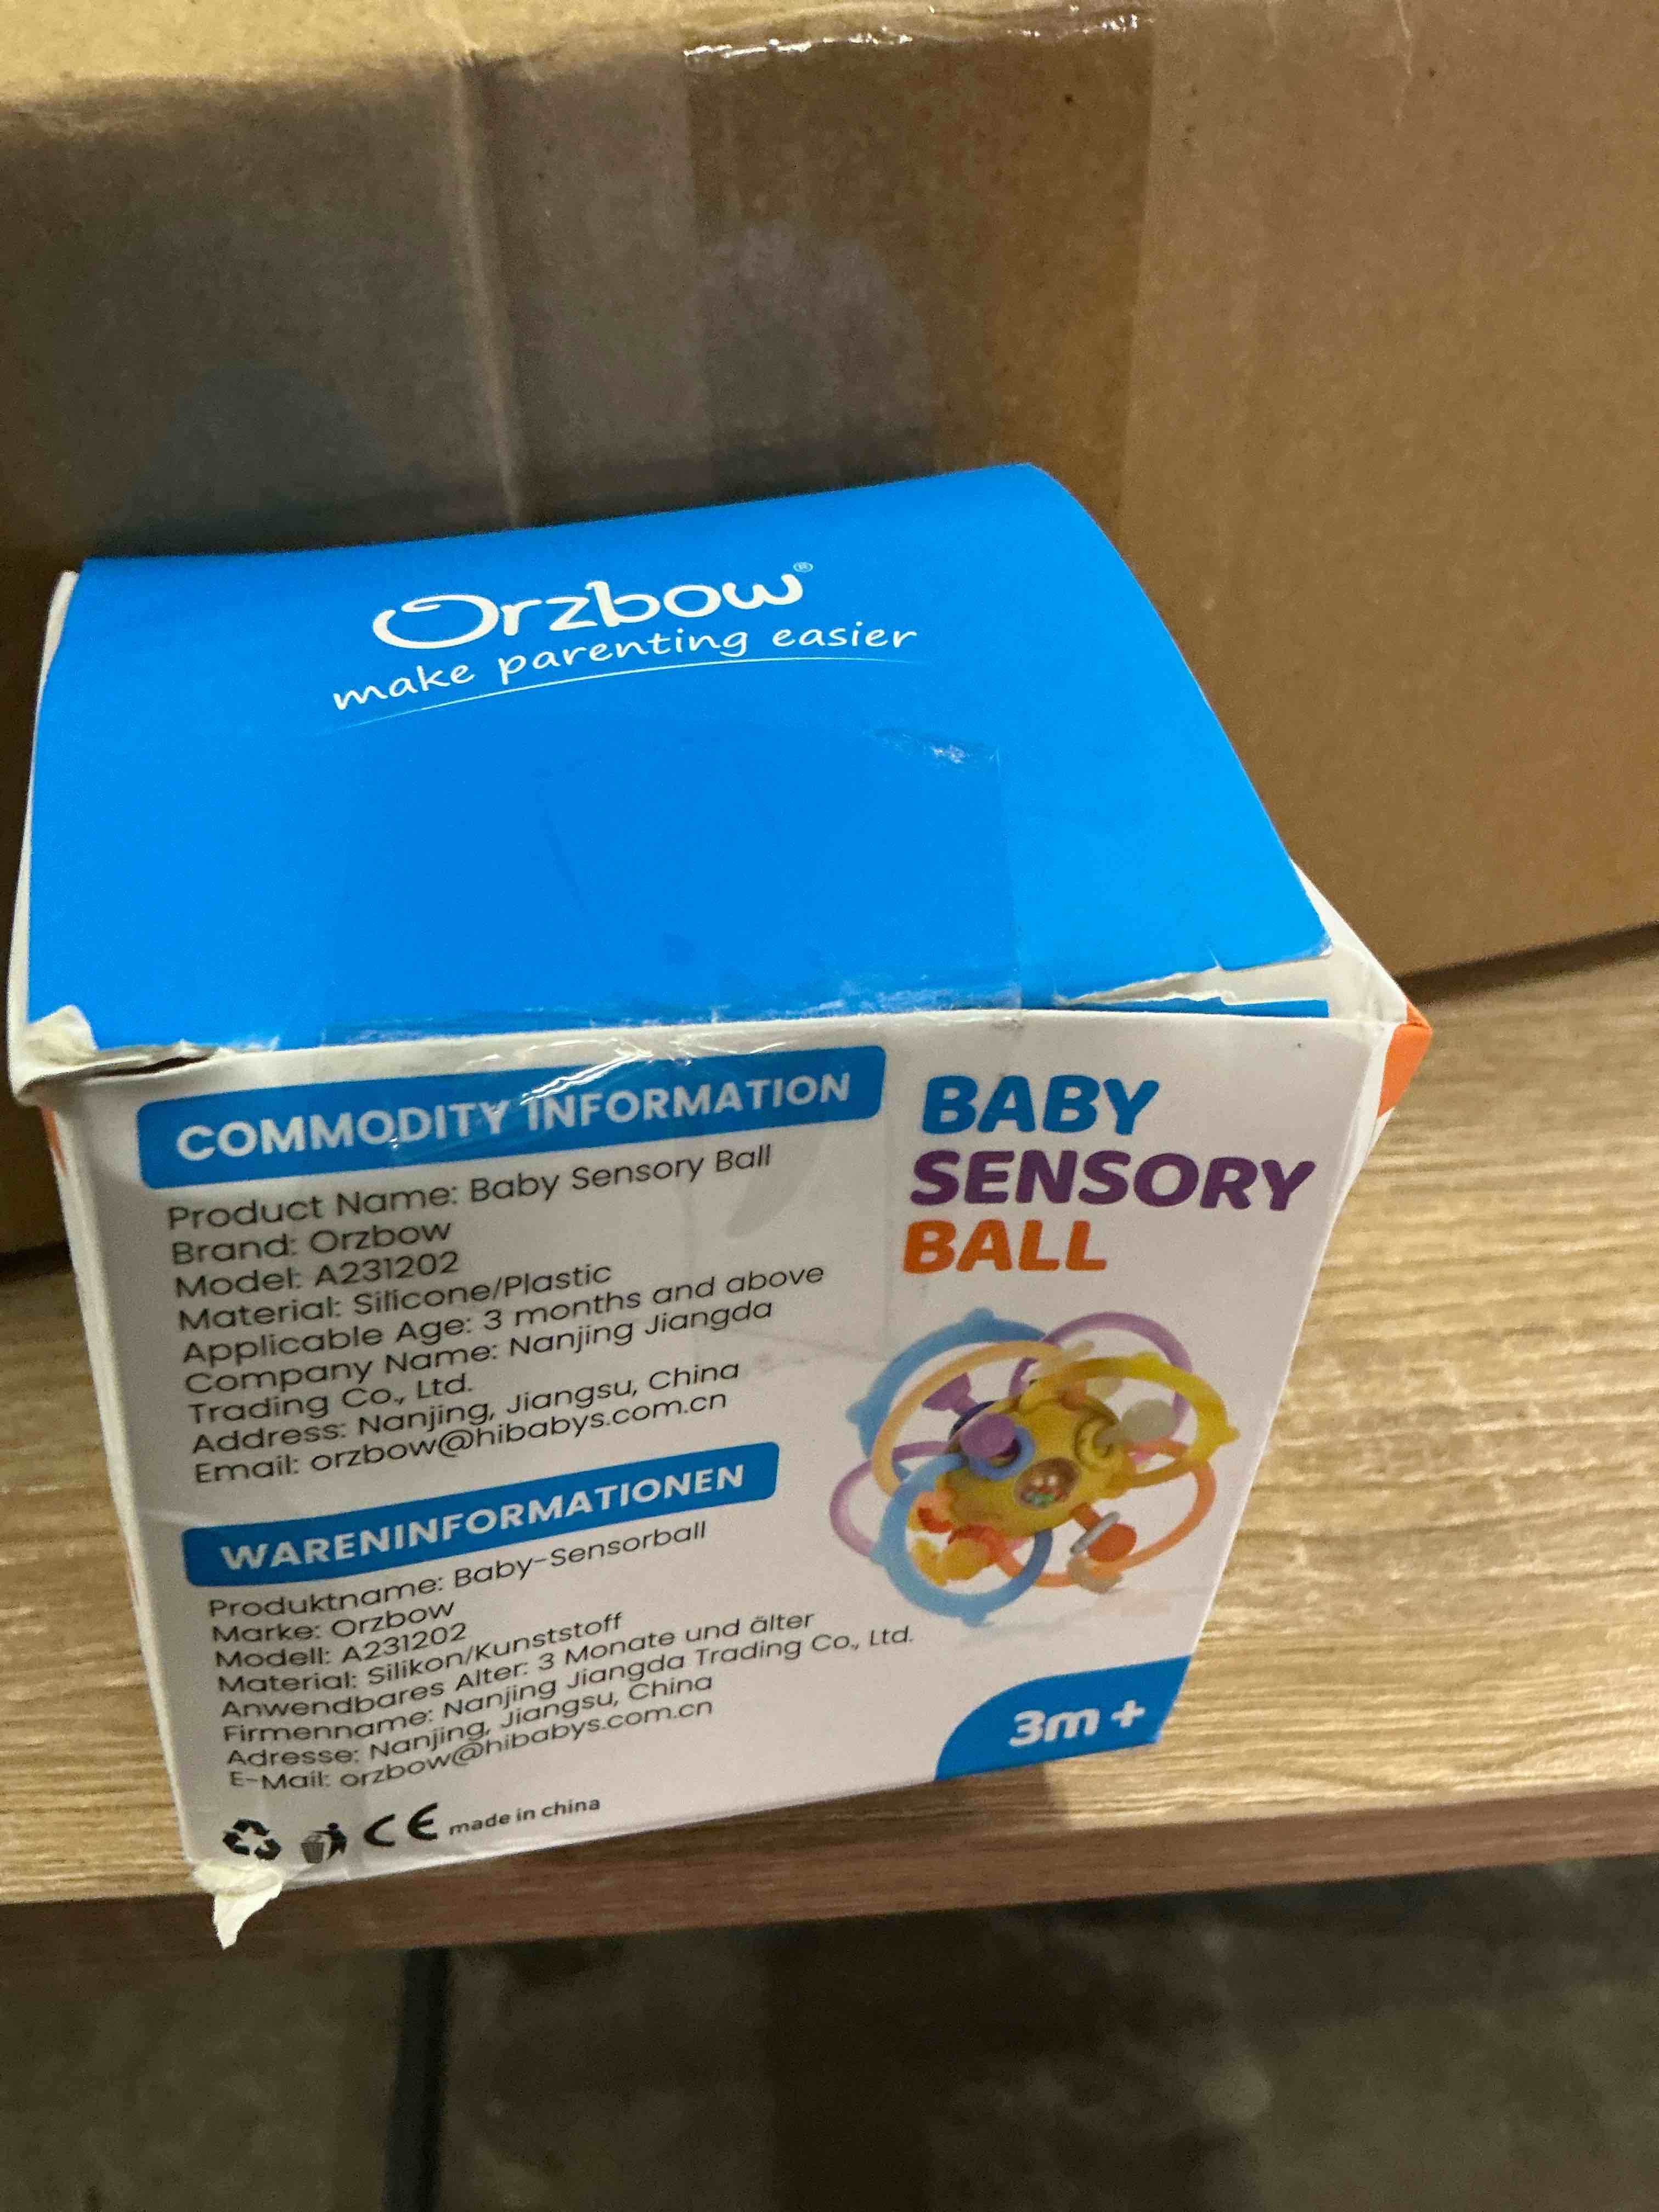 Orzbow®
make parenting easier
COMMODITY INFORMATION
Product Name: Baby Sensory Ball
Brand: Orzbow
Model: A231202
Material: Silicone/Plastic
Applicable Age: 3 months and above
Company Name: Nanjing Jiangda
Trading Co., Ltd.
Address: Nanjing, Jiangsu, China
Email: orzbow@hibabys.com.cn
WARENINFORMATIONEN
Produktname: Baby-Sensorball
Marke: Orzbow
Modell: A231202
Material: Silikon/Kunststoff
Anwendbares Alter: 3 Monate und älter
Firmenname: Nanjing Jiangda Trading Co., Ltd.
Adresse: Nanjing, Jiangsu, China
E-Mail: orzbow@hibabys.com.cn
CE made in china
BABY
SENSORY
BALL
3m+